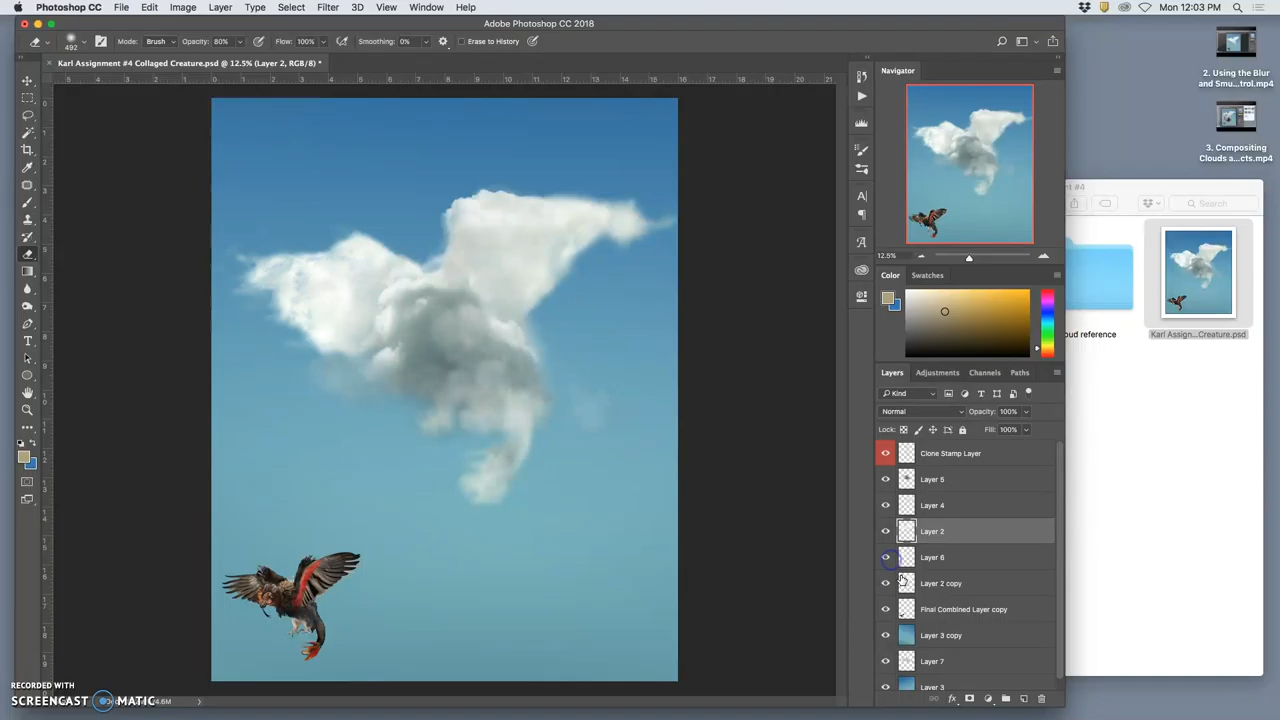 Photoshop CC File Edit Image Layer Type Select Filter 3D View Window Help Mon 12:03 PM
Adobe Photoshop CC 2018
492 Mode: Brush Opacity: 80% Flow: 100% Smoothing: 0% Erase to History
Karl Assignment #4 Collaged Creature.psd @ 12.5% (Layer 2, RGB/8) *
Navigator
12.5%
Color Swatches
Layers Adjustments Channels Paths
Kind
Normal Opacity: 100%
Lock: Fill: 100%
Clone Stamp Layer
Layer 5
Layer 4
Layer 2
Layer 6
Layer 2 copy
Final Combined Layer copy
Layer 3 copy
Layer 7
Layer 3
2. Using the Blur
and Smu...trol.mp4
3. Compositing
Clouds a...cts.mp4
Search
Karl Assign...Creature.psd
RECORDED WITH
SCREENCAST MATIC